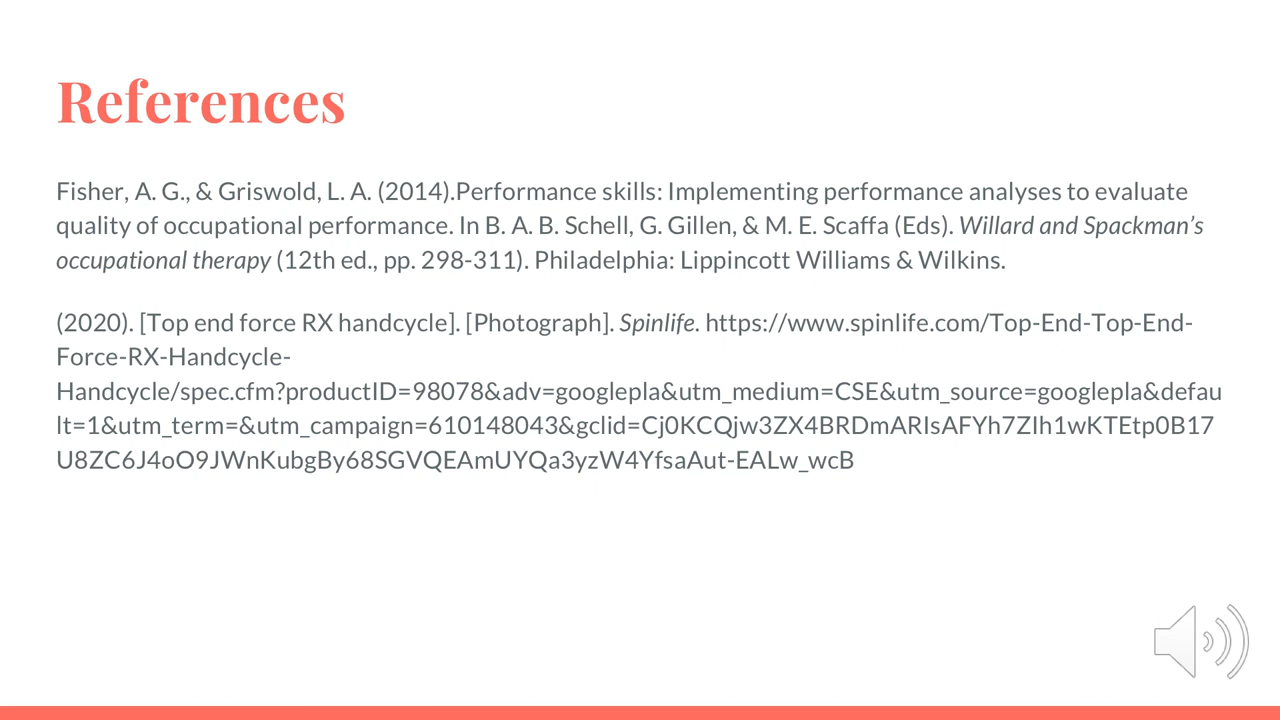 References
Fisher, A. G., & Griswold, L. A. (2014).Performance skills: Implementing performance analyses to evaluate
quality of occupational performance. In B. A. B. Schell, G. Gillen, & M. E. Scaffa (Eds). Willard and Spackman’s
occupational therapy (12th ed., pp. 298-311). Philadelphia: Lippincott Williams & Wilkins.
(2020). [Top end force RX handcycle]. [Photograph]. Spinlife. https://www.spinlife.com/Top-End-Top-End-
Force-RX-Handcycle-
Handcycle/spec.cfm?productID=98078&adv=googlepla&utm_medium=CSE&utm_source=googlepla&defau
lt=1&utm_term=&utm_campaign=610148043&gclid=Cj0KCQjw3ZX4BRDmARIsAFYh7ZIh1wKTEtp0B17
U8ZC6J4oO9JWnKubgBy68SGVQEAmUYQa3yzW4YfsaAut-EALw_wcB